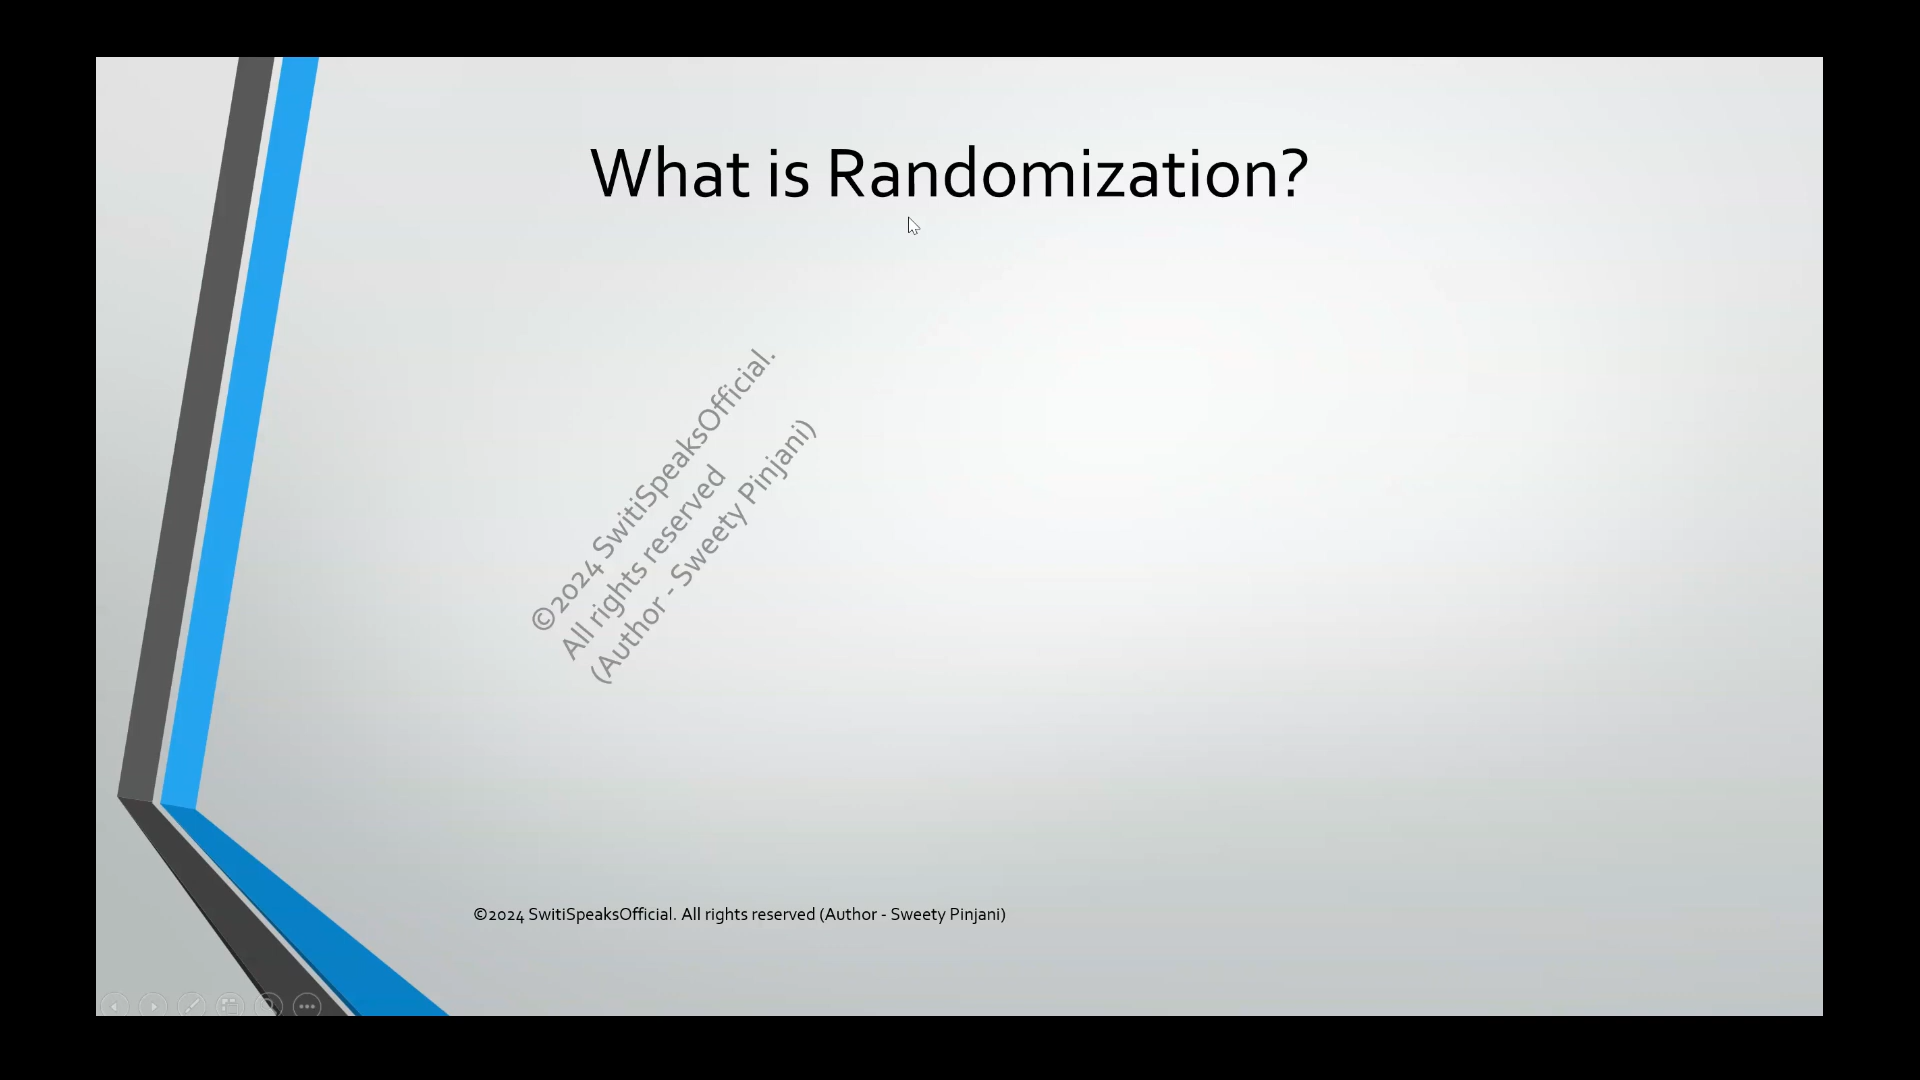 What is Randomization?
©2024 SwitiSpeaksOfficial.
All rights reserved
(Author - Sweety Pinjani)
©2024 SwitiSpeaksOfficial. All rights reserved (Author - Sweety Pinjani)